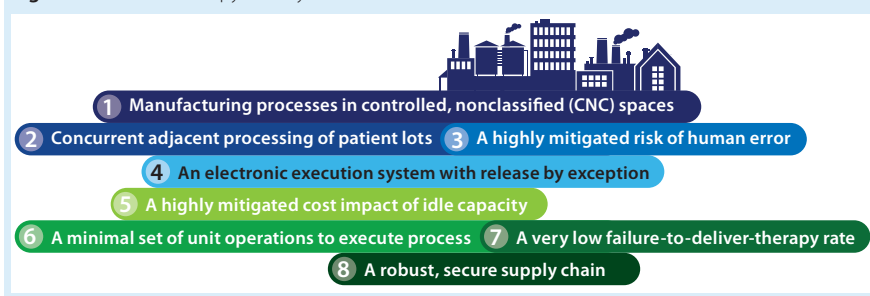 1 Manufacturing processes in controlled, nonclassified (CNC) spaces
2 Concurrent adjacent processing of patient lots 3 A highly mitigated risk of human error
4 An electronic execution system with release by exception
5 A highly mitigated cost impact of idle capacity
6 A minimal set of unit operations to execute process 7 A very low failure-to-deliver-therapy rate
8 A robust, secure supply chain